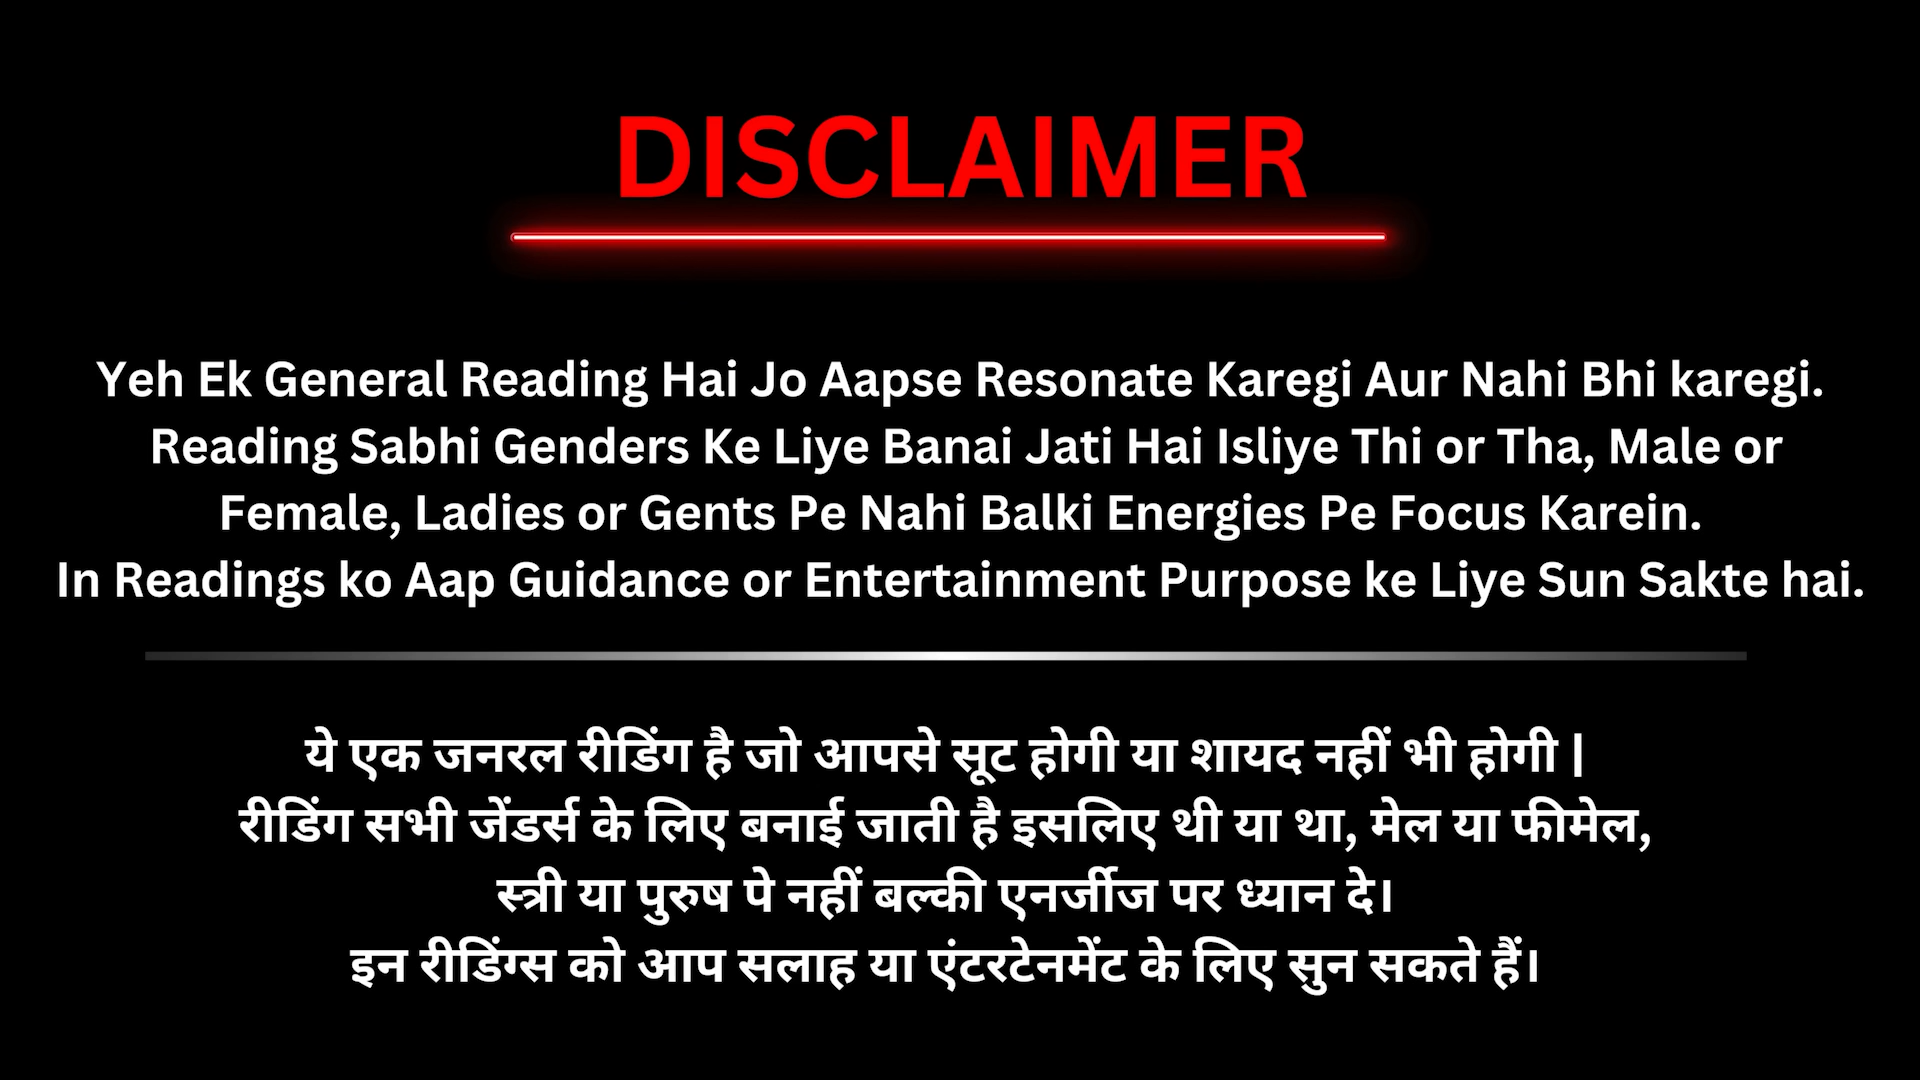 DISCLAIMER
Yeh Ek General Reading Hai Jo Aapse Resonate Karegi Aur Nahi Bhi karegi.
Reading Sabhi Genders Ke Liye Banai Jati Hai Isliye Thi or Tha, Male or
Female, Ladies or Gents Pe Nahi Balki Energies Pe Focus Karein.
In Readings ko Aap Guidance or Entertainment Purpose ke Liye Sun Sakte hai.
ये एक जनरल रीडिंग है जो आपसे सूट होगी या शायद नहीं भी होगी |
रीडिंग सभी जेंडर्स के लिए बनाई जाती है इसलिए थी या था, मेल या फीमेल,
स्त्री या पुरुष पे नहीं बल्की एनर्जीज पर ध्यान दे।
इन रीडिंग्स को आप सलाह या एंटरटेनमेंट के लिए सुन सकते हैं।